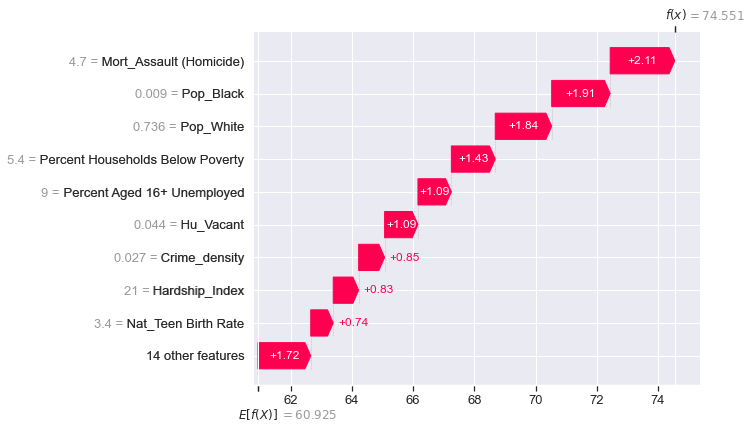 f(x) = 74.551
4.7 = Mort_Assault (Homicide) +2.11
0.009 = Pop_Black +1.91
0.736 = Pop_White +1.84
5.4 = Percent Households Below Poverty +1.43
9 = Percent Aged 16+ Unemployed +1.09
0.044 = Hu_Vacant +1.09
0.027 = Crime_density +0.85
21 = Hardship_Index +0.83
3.4 = Nat_Teen Birth Rate +0.74
14 other features +1.72
62 64 66 68 70 72 74
E[f(X)] = 60.925